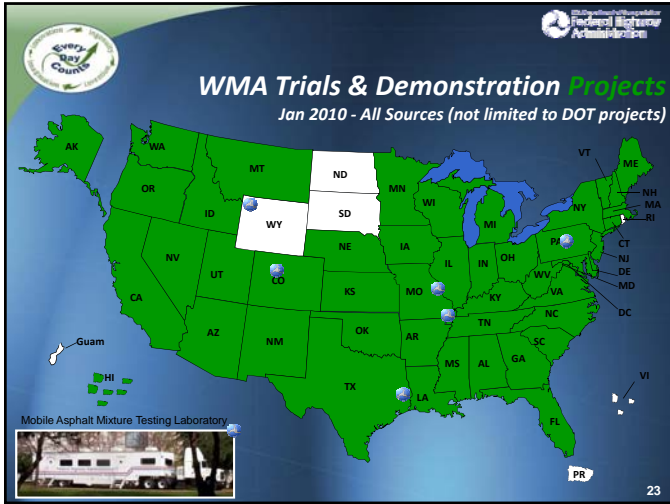 Every
Day
Counts
Federal Highway
Administration
WMA Trials & Demonstration Projects
Jan 2010 - All Sources (not limited to DOT projects)
AK
WA
MT
ND
MN
VT
ME
OR
ID
WY
SD
WI
MI
NY
NH
MA
RI
NV
UT
CO
NE
IA
IL
IN
OH
PA
CT
NJ
DE
MD
DC
CA
AZ
NM
KS
MO
KY
WV
VA
OK
AR
TN
NC
SC
TX
LA
MS
AL
GA
FL
Guam
HI
VI
PR
Mobile Asphalt Mixture Testing Laboratory
23